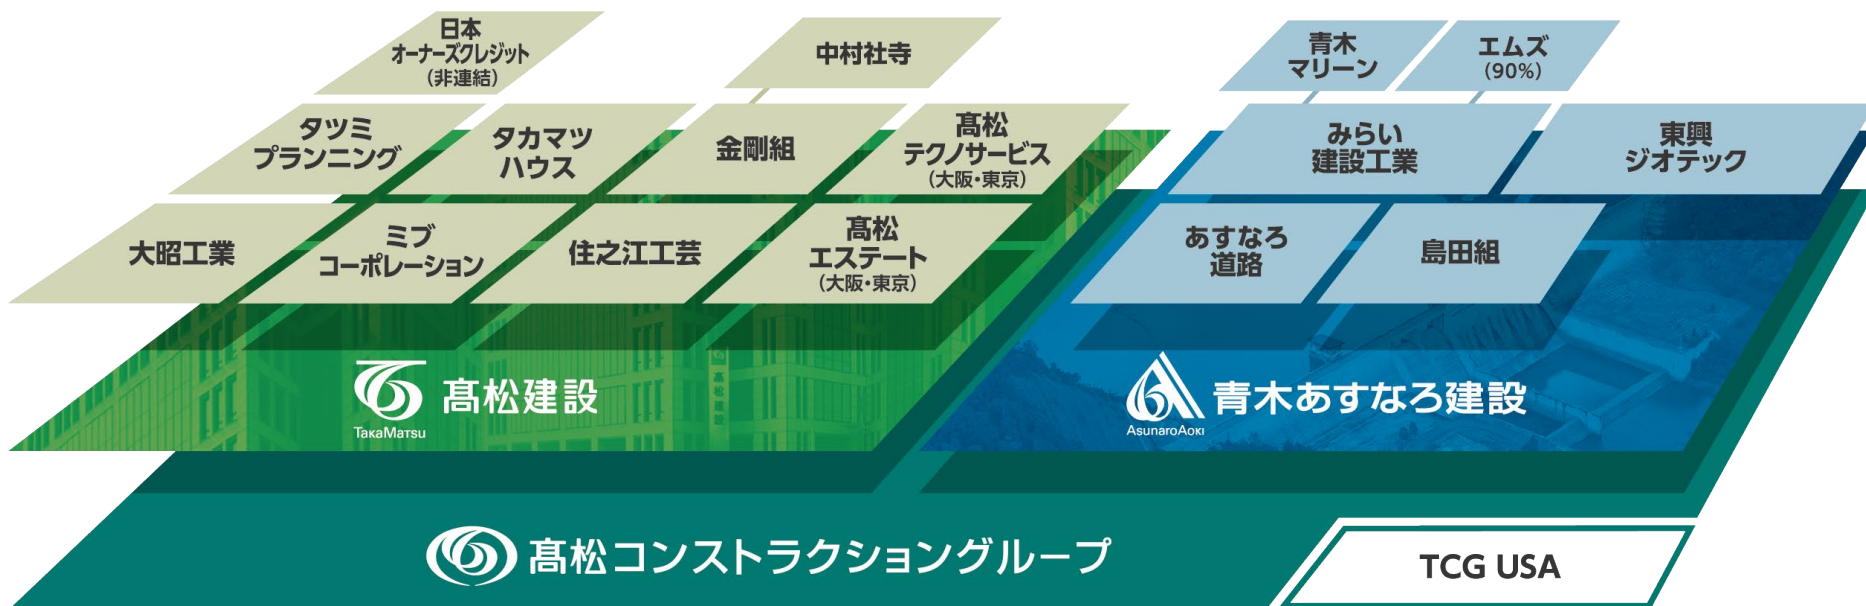 日本
オーナーズクレジット
(非連結)
中村社寺
青木
マリーン
エムズ
(90%)
タツミ
プランニング
タカマツ
ハウス
金剛組
髙松
テクノサービス
(大阪・東京)
みらい
建設工業
東興
ジオテック
大昭工業
ミブ
コーポレーション
住之江工芸
髙松
エステート
(大阪・東京)
あすなろ
道路
島田組
髙松建設
TakaMatsu
髙松建設
青木あすなろ建設
AsunaroAoki
髙松コンストラクショングループ
TCG USA